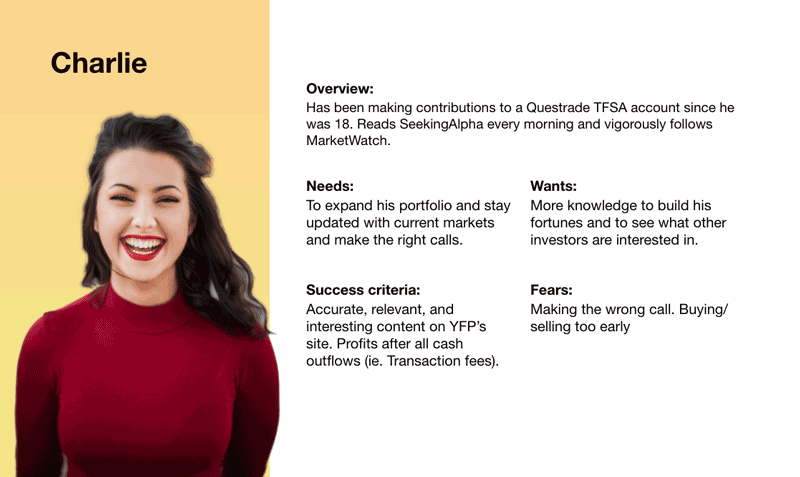 Charlie
Overview:
Has been making contributions to a Questrade TFSA account since he
was 18. Reads SeekingAlpha every morning and vigorously follows
MarketWatch.
Needs:
To expand his portfolio and stay
updated with current markets
and make the right calls.
Wants:
More knowledge to build his
fortunes and to see what other
investors are interested in.
Success criteria:
Accurate, relevant, and
interesting content on YFP’s
site. Profits after all cash
outflows (ie. Transaction fees).
Fears:
Making the wrong call. Buying/
selling too early